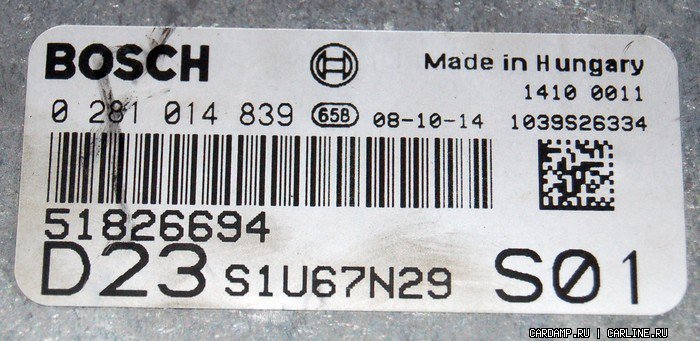 BOSCH Made in Hungary
1410 0011
0 281 014 839 65B 08-10-14 1039S26334
51826694
D23 S1U67N29 S01
CARDAMP.RU | CARLINE.RU